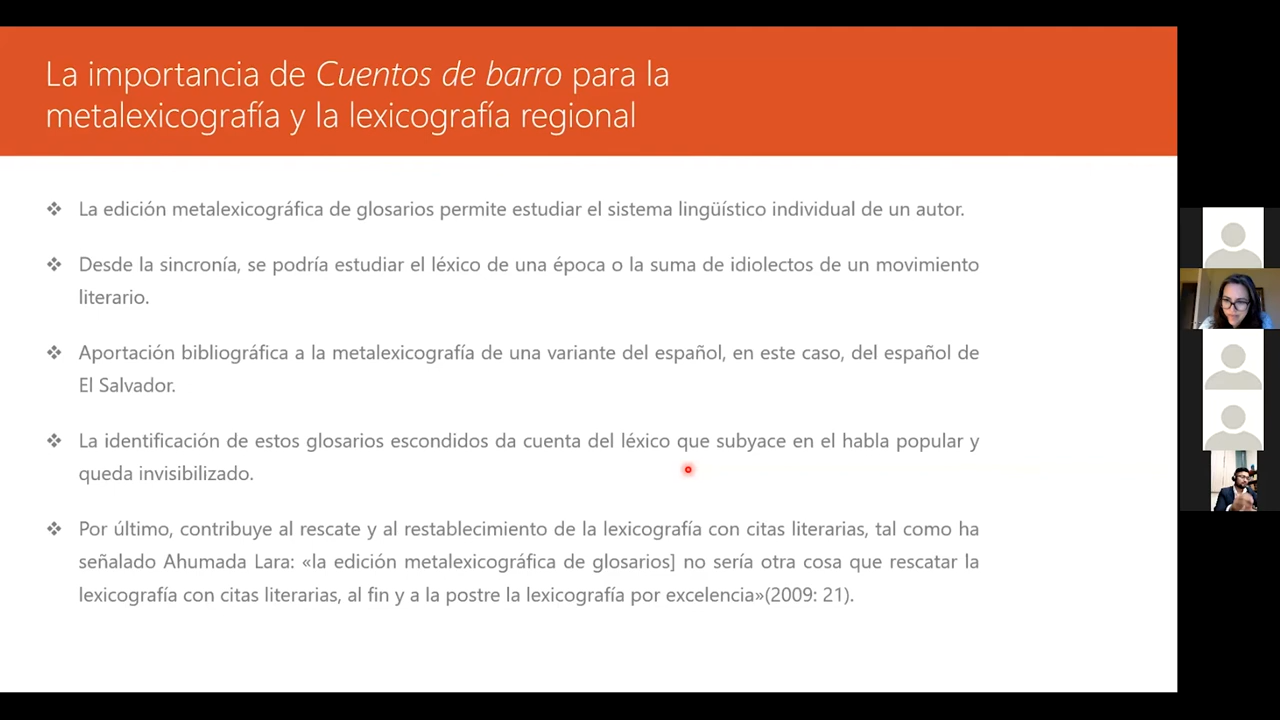 La importancia de Cuentos de barro para la
metalexicografía y la lexicografía regional
❖ La edición metalexicográfica de glosarios permite estudiar el sistema lingüístico individual de un autor.
❖ Desde la sincronía, se podría estudiar el léxico de una época o la suma de idiolectos de un movimiento
literario.
❖ Aportación bibliográfica a la metalexicografía de una variante del español, en este caso, del español de
El Salvador.
❖ La identificación de estos glosarios escondidos da cuenta del léxico que subyace en el habla popular y
queda invisibilizado.
❖ Por último, contribuye al rescate y al restablecimiento de la lexicografía con citas literarias, tal como ha
señalado Ahumada Lara: «la edición metalexicográfica de glosarios] no sería otra cosa que rescatar la
lexicografía con citas literarias, al fin y a la postre la lexicografía por excelencia»(2009: 21).